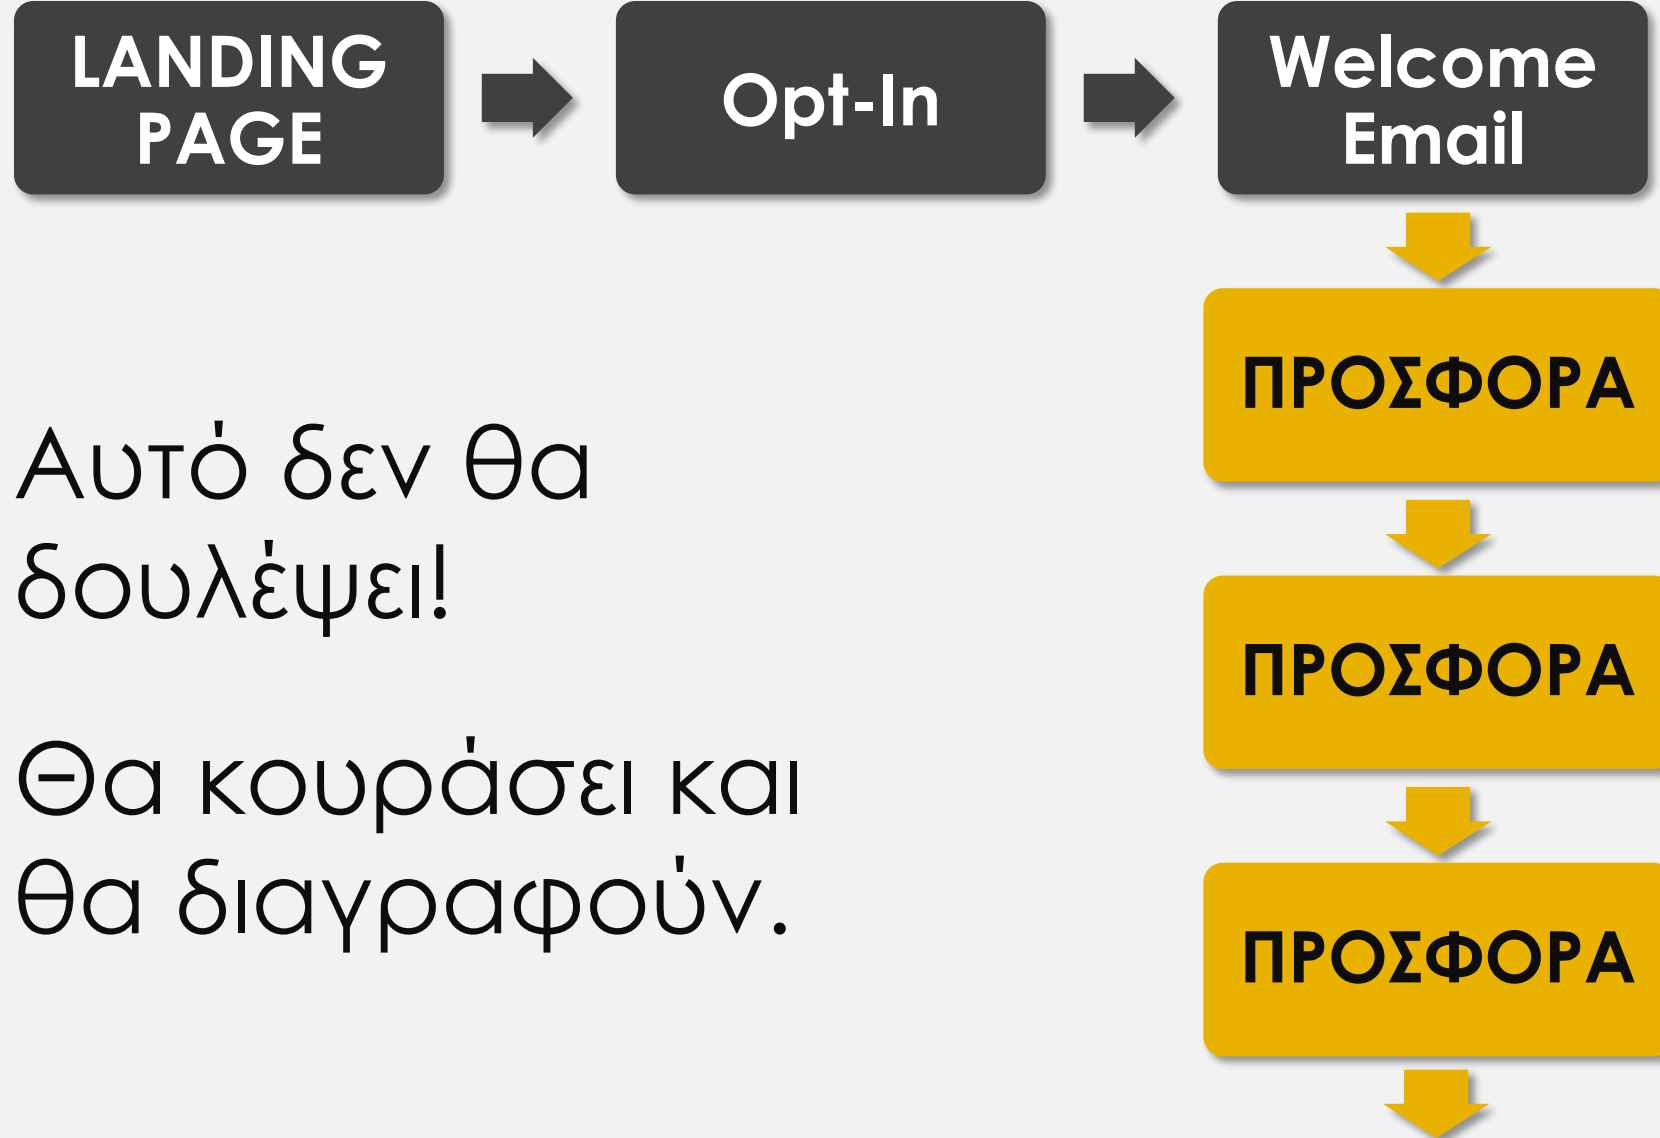 LANDING
PAGE
Opt-In
Welcome
Email
ΠΡΟΣΦΟΡΑ
ΠΡΟΣΦΟΡΑ
ΠΡΟΣΦΟΡΑ
Αυτό δεν θα
δουλέψει!
Θα κουράσει και
θα διαγραφούν.